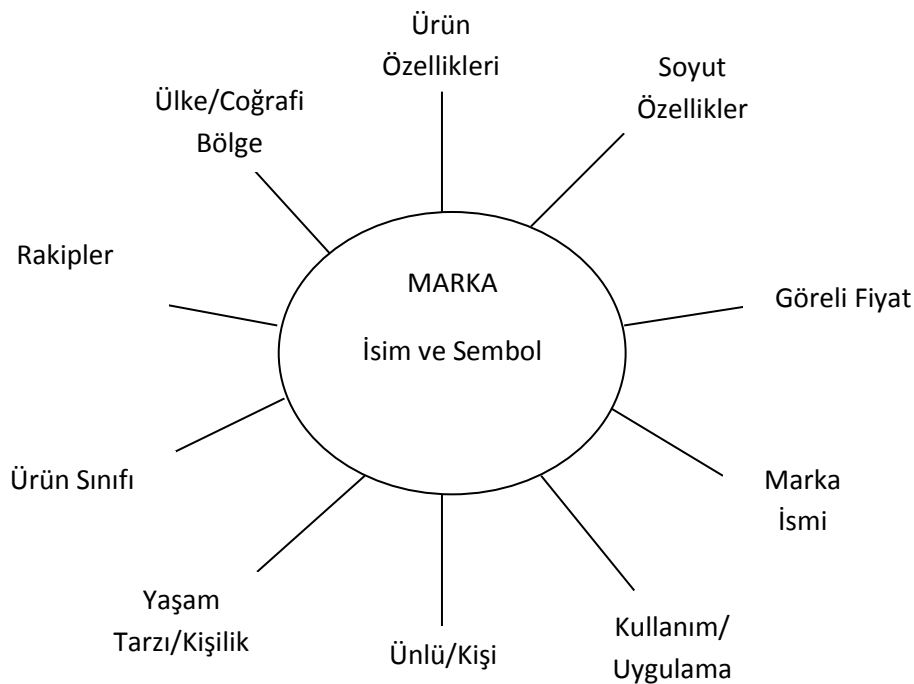 Ürün
Özellikleri
Soyut
Özellikler
Ülke/Coğrafi
Bölge
Rakipler
MARKA
Göreli Fiyat
İsim ve Sembol
Ürün Sınıfı
Marka
İsmi
Yaşam
Tarzı/Kişilik
Ünlü/Kişi
Kullanım/
Uygulama